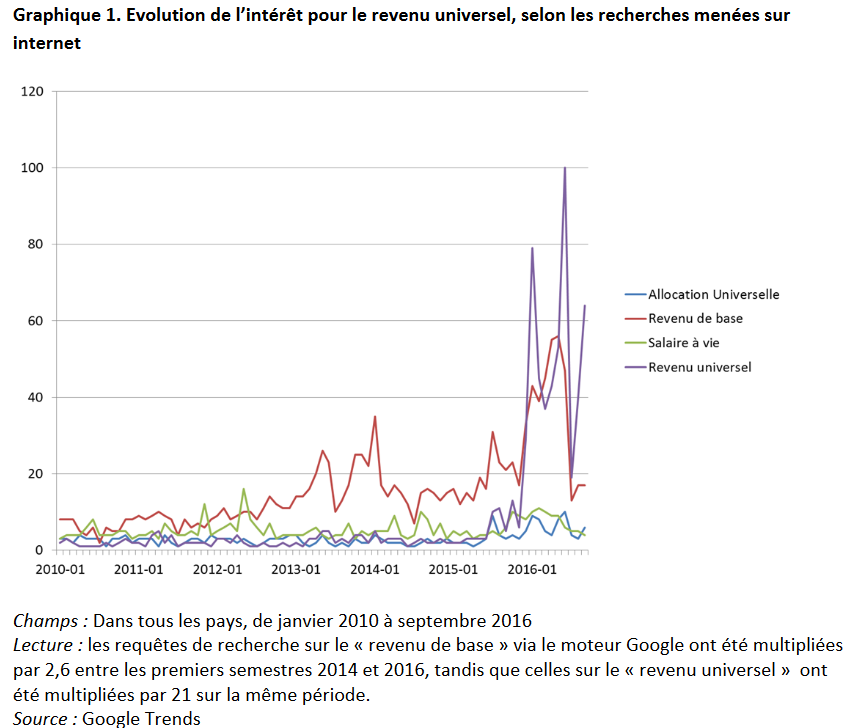 Graphique 1. Evolution de l’intérêt pour le revenu universel, selon les recherches menées sur
internet
120
100
80
60
40
20
0
2010-01 2011-01 2012-01 2013-01 2014-01 2015-01 2016-01
Allocation Universelle
Revenu de base
Salaire à vie
Revenu universel
Champs : Dans tous les pays, de janvier 2010 à septembre 2016
Lecture : les requêtes de recherche sur le « revenu de base » via le moteur Google ont été multipliées
par 2,6 entre les premiers semestres 2014 et 2016, tandis que celles sur le « revenu universel »  ont
été multipliées par 21 sur la même période.
Source : Google Trends